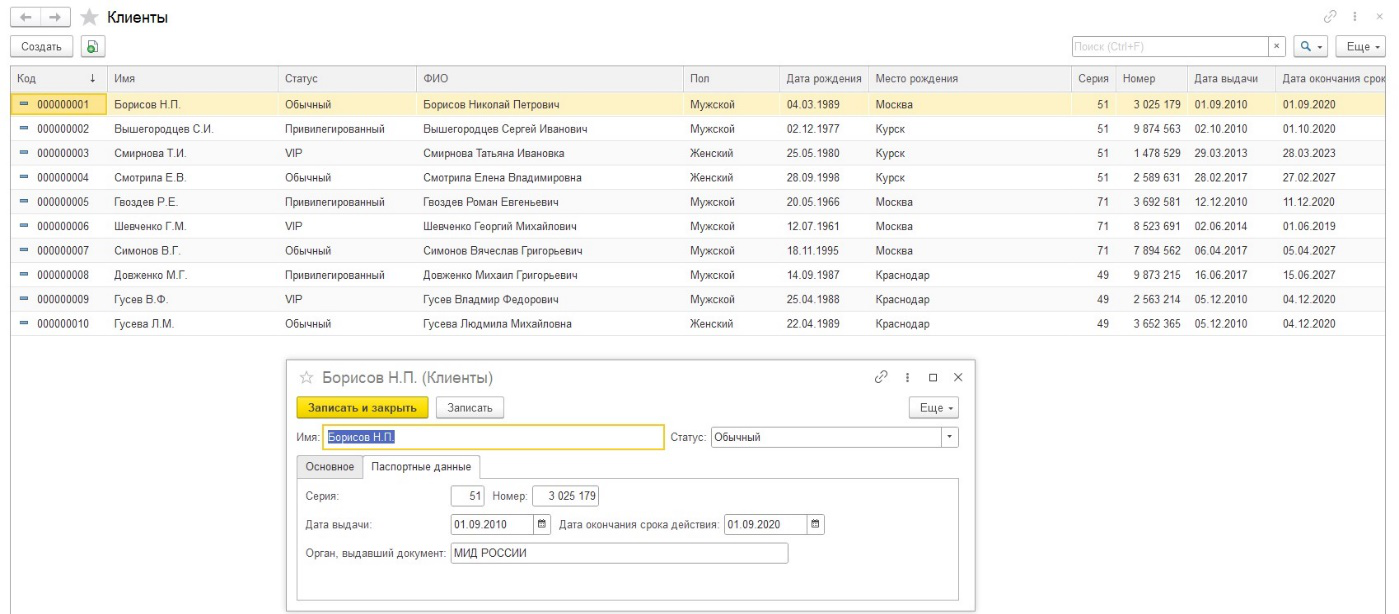 Клиенты
Создать Поиск (Ctrl+F) × Еще
Код ↓ Имя Статус ФИО Пол Дата рождения Место рождения Серия Номер Дата выдачи Дата окончания срок
000000001 Борисов Н.П. Обычный Борисов Николай Петрович Мужской 04.03.1989 Москва 51 3 025 179 01.09.2010 01.09.2020
000000002 Вышегородцев С.И. Привилегированный Вышегородцев Сергей Иванович Мужской 02.12.1977 Курск 51 9 874 563 02.10.2010 01.10.2020
000000003 Смирнова Т.И. VIP Смирнова Татьяна Ивановка Женский 25.05.1980 Курск 51 1 478 529 29.03.2013 28.03.2023
000000004 Смотрила Е.В. Обычный Смотрила Елена Владимировна Женский 28.09.1998 Курск 51 2 589 631 28.02.2017 27.02.2027
000000005 Гвоздев Р.Е. Привилегированный Гвоздев Роман Евгеньевич Мужской 20.05.1966 Москва 71 3 692 581 12.12.2010 11.12.2020
000000006 Шевченко Г.М. VIP Шевченко Георгий Михайлович Мужской 12.07.1961 Москва 71 8 523 691 02.06.2014 01.06.2019
000000007 Симонов В.Г. Обычный Симонов Вячеслав Григорьевич Мужской 18.11.1995 Москва 71 7 894 562 06.04.2017 05.04.2027
000000008 Довженко М.Г. Привилегированный Довженко Михаил Григорьевич Мужской 14.09.1987 Краснодар 49 9 873 215 16.06.2017 15.06.2027
000000009 Гусев В.Ф. VIP Гусев Владмир Федорович Мужской 25.04.1988 Краснодар 49 2 563 214 05.12.2010 04.12.2020
000000010 Гусева Л.М. Обычный Гусева Людмила Михайловна Женский 22.04.1989 Краснодар 49 3 652 365 05.12.2010 04.12.2020
Борисов Н.П. (Клиенты)
Записать и закрыть Записать Еще
Имя: Борисов Н.П. Статус: Обычный
Основное Паспортные данные
Серия: 51 Номер: 3 025 179
Дата выдачи: 01.09.2010 Дата окончания срока действия: 01.09.2020
Орган, выдавший документ: МИД РОССИИ